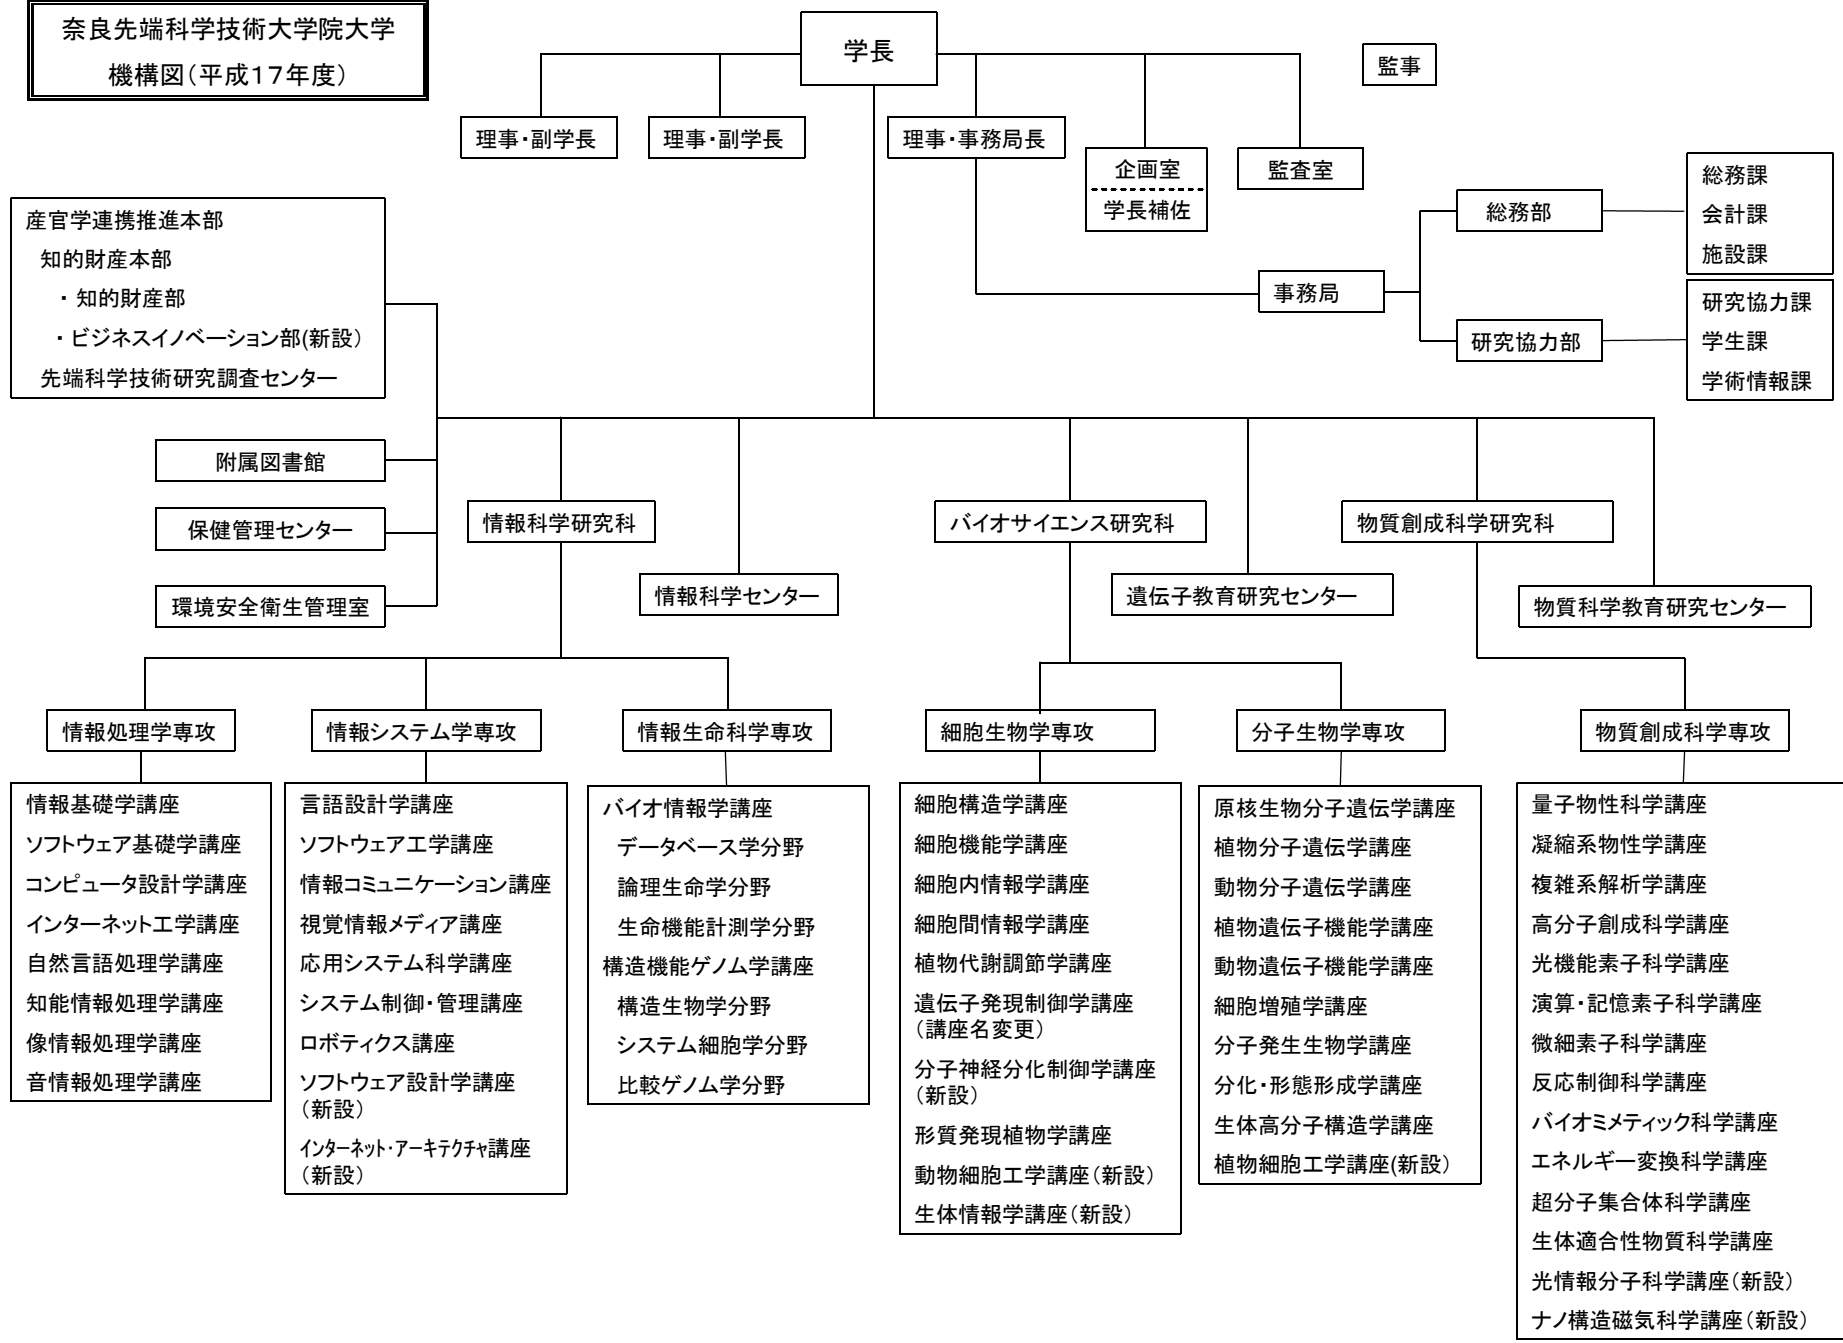 奈良先端科学技術大学院大学
機構図（平成１７年度）
学長
監事
理事・副学長
理事・副学長
理事・事務局長
企画室
学長補佐
監査室
総務部
総務課
会計課
施設課
事務局
研究協力部
研究協力課
学生課
学術情報課
産官学連携推進本部
知的財産本部
・ 知的財産部
・ビジネスイノベーション部(新設）
先端科学技術研究調査センター
附属図書館
保健管理センター
環境安全衛生管理室
情報科学研究科
情報科学センター
バイオサイエンス研究科
遺伝子教育研究センター
物質創成科学研究科
物質科学教育研究センター
情報処理学専攻
情報基礎学講座
ソフトウェア基礎学講座
コンピュータ設計学講座
インターネット工学講座
自然言語処理学講座
知能情報処理学講座
像情報処理学講座
音情報処理学講座
情報システム学専攻
言語設計学講座
ソフトウェア工学講座
情報コミュニケーション講座
視覚情報メディア講座
応用システム科学講座
システム制御・管理講座
ロボティクス講座
ソフトウェア設計学講座
（新設）
インターネット・アーキテクチャ講座
（新設）
情報生命科学専攻
バイオ情報学講座
データベース学分野
論理生命学分野
生命機能計測学分野
構造機能ゲノム学講座
構造生物学分野
システム細胞学分野
比較ゲノム学分野
細胞生物学専攻
細胞構造学講座
細胞機能学講座
細胞内情報学講座
細胞間情報学講座
植物代謝調節学講座
遺伝子発現制御学講座
（講座名変更）
分子神経分化制御学講座
（新設）
形質発現植物学講座
動物細胞工学講座（新設）
生体情報学講座（新設）
分子生物学専攻
原核生物分子遺伝学講座
植物分子遺伝学講座
動物分子遺伝学講座
植物遺伝子機能学講座
動物遺伝子機能学講座
細胞増殖学講座
分子発生生物学講座
分化・形態形成学講座
生体高分子構造学講座
植物細胞工学講座(新設）
物質創成科学専攻
量子物性科学講座
凝縮系物性学講座
複雑系解析学講座
高分子創成科学講座
光機能素子科学講座
演算・記憶素子科学講座
微細素子科学講座
反応制御科学講座
バイオミメティック科学講座
エネルギー変換科学講座
超分子集合体科学講座
生体適合性物質科学講座
光情報分子科学講座（新設）
ナノ構造磁気科学講座（新設）